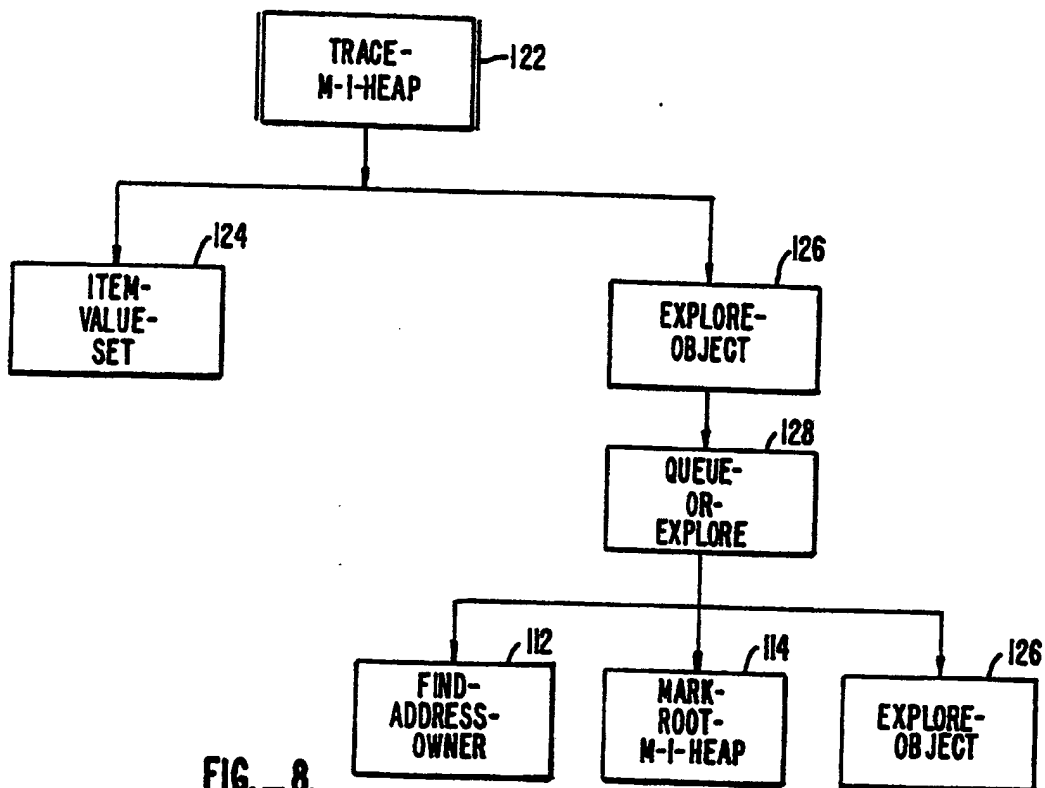 TRACE-
M-I-HEAP
122
124
ITEM-
VALUE-
SET
126
EXPLORE-
OBJECT
128
QUEUE-
OR-
EXPLORE
112
FIND-
ADDRESS-
OWNER
114
MARK-
ROOT-
M-I-HEAP
126
EXPLORE-
OBJECT
FIG. — 8.